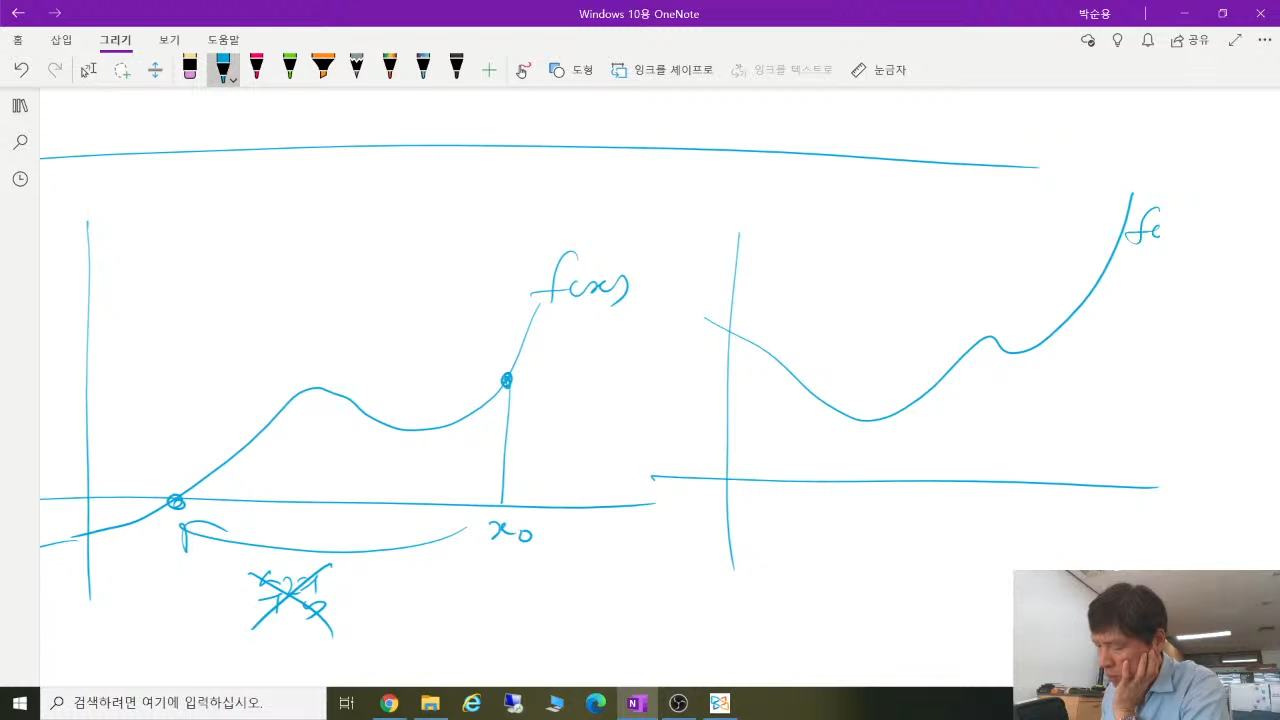 Windows 10용 OneNote
박순용
홈 삽입 그리기 보기 도움말
공유
도형 잉크를 셰이프로 잉크를 텍스트로 눈금자
f(x)
f(
x₀
검색하려면 여기에 입력하십시오.